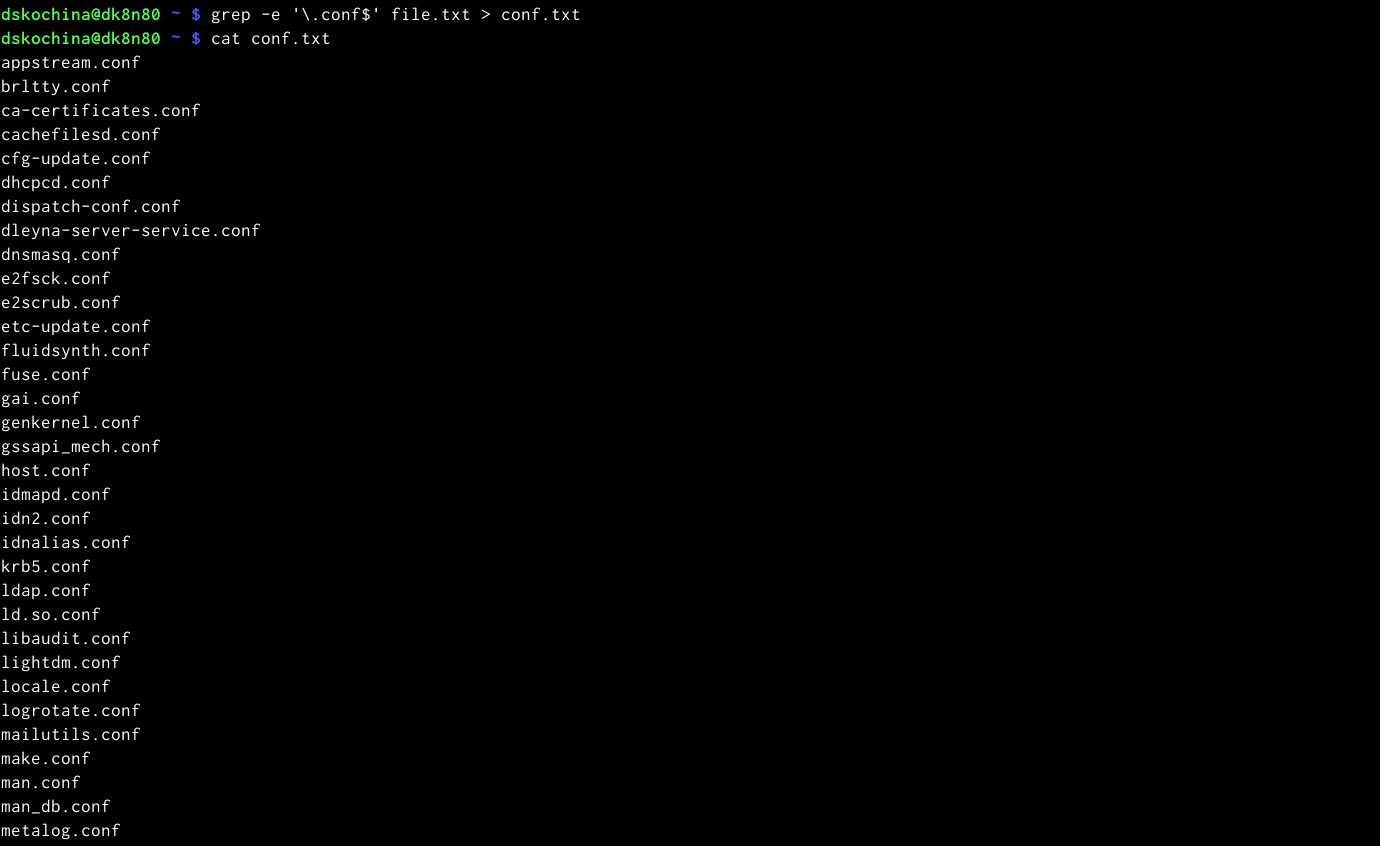 dskochina@dk8n80 ~ $ grep -e '\.conf$' file.txt > conf.txt
dskochina@dk8n80 ~ $ cat conf.txt
appstream.conf
brltty.conf
ca-certificates.conf
cachefilesd.conf
cfg-update.conf
dhcpcd.conf
dispatch-conf.conf
dleyna-server-service.conf
dnsmasq.conf
e2fsck.conf
e2scrub.conf
etc-update.conf
fluidsynth.conf
fuse.conf
gai.conf
genkernel.conf
gssapi_mech.conf
host.conf
idmapd.conf
idn2.conf
idnalias.conf
krb5.conf
ldap.conf
ld.so.conf
libaudit.conf
lightdm.conf
locale.conf
logrotate.conf
mailutils.conf
make.conf
man.conf
man_db.conf
metalog.conf